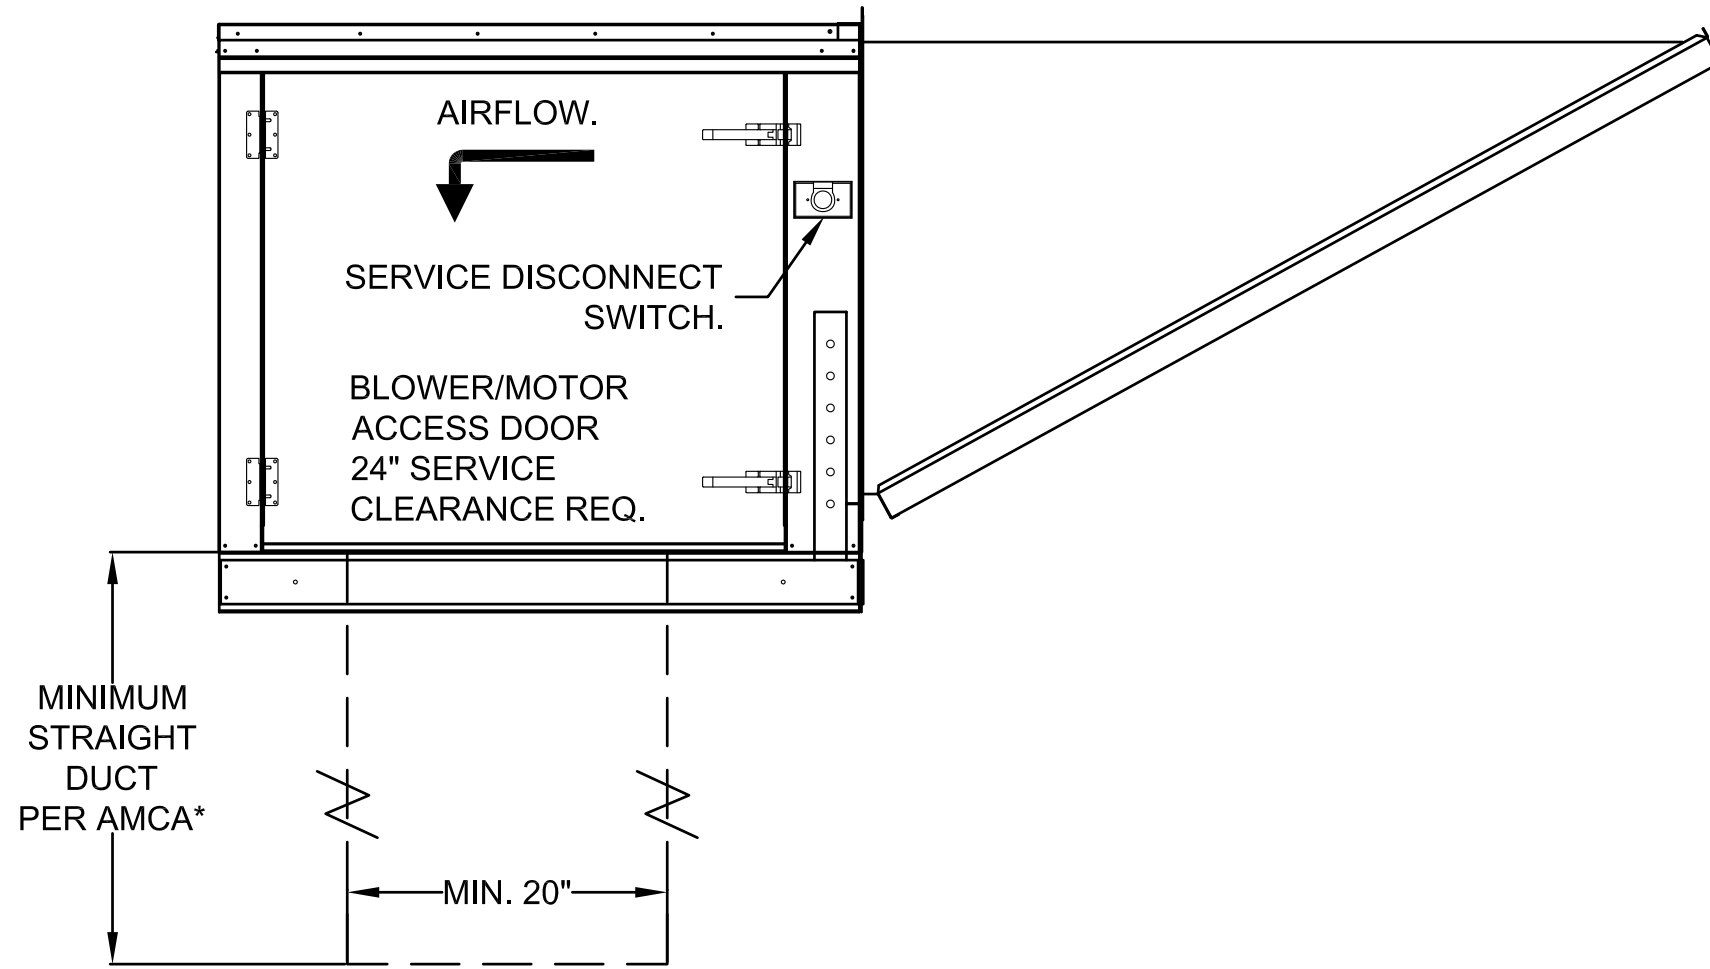 AIRFLOW.
SERVICE DISCONNECT
SWITCH.
BLOWER/MOTOR
ACCESS DOOR
24" SERVICE
CLEARANCE REQ.
MINIMUM
STRAIGHT
DUCT
PER AMCA*
MIN. 20"